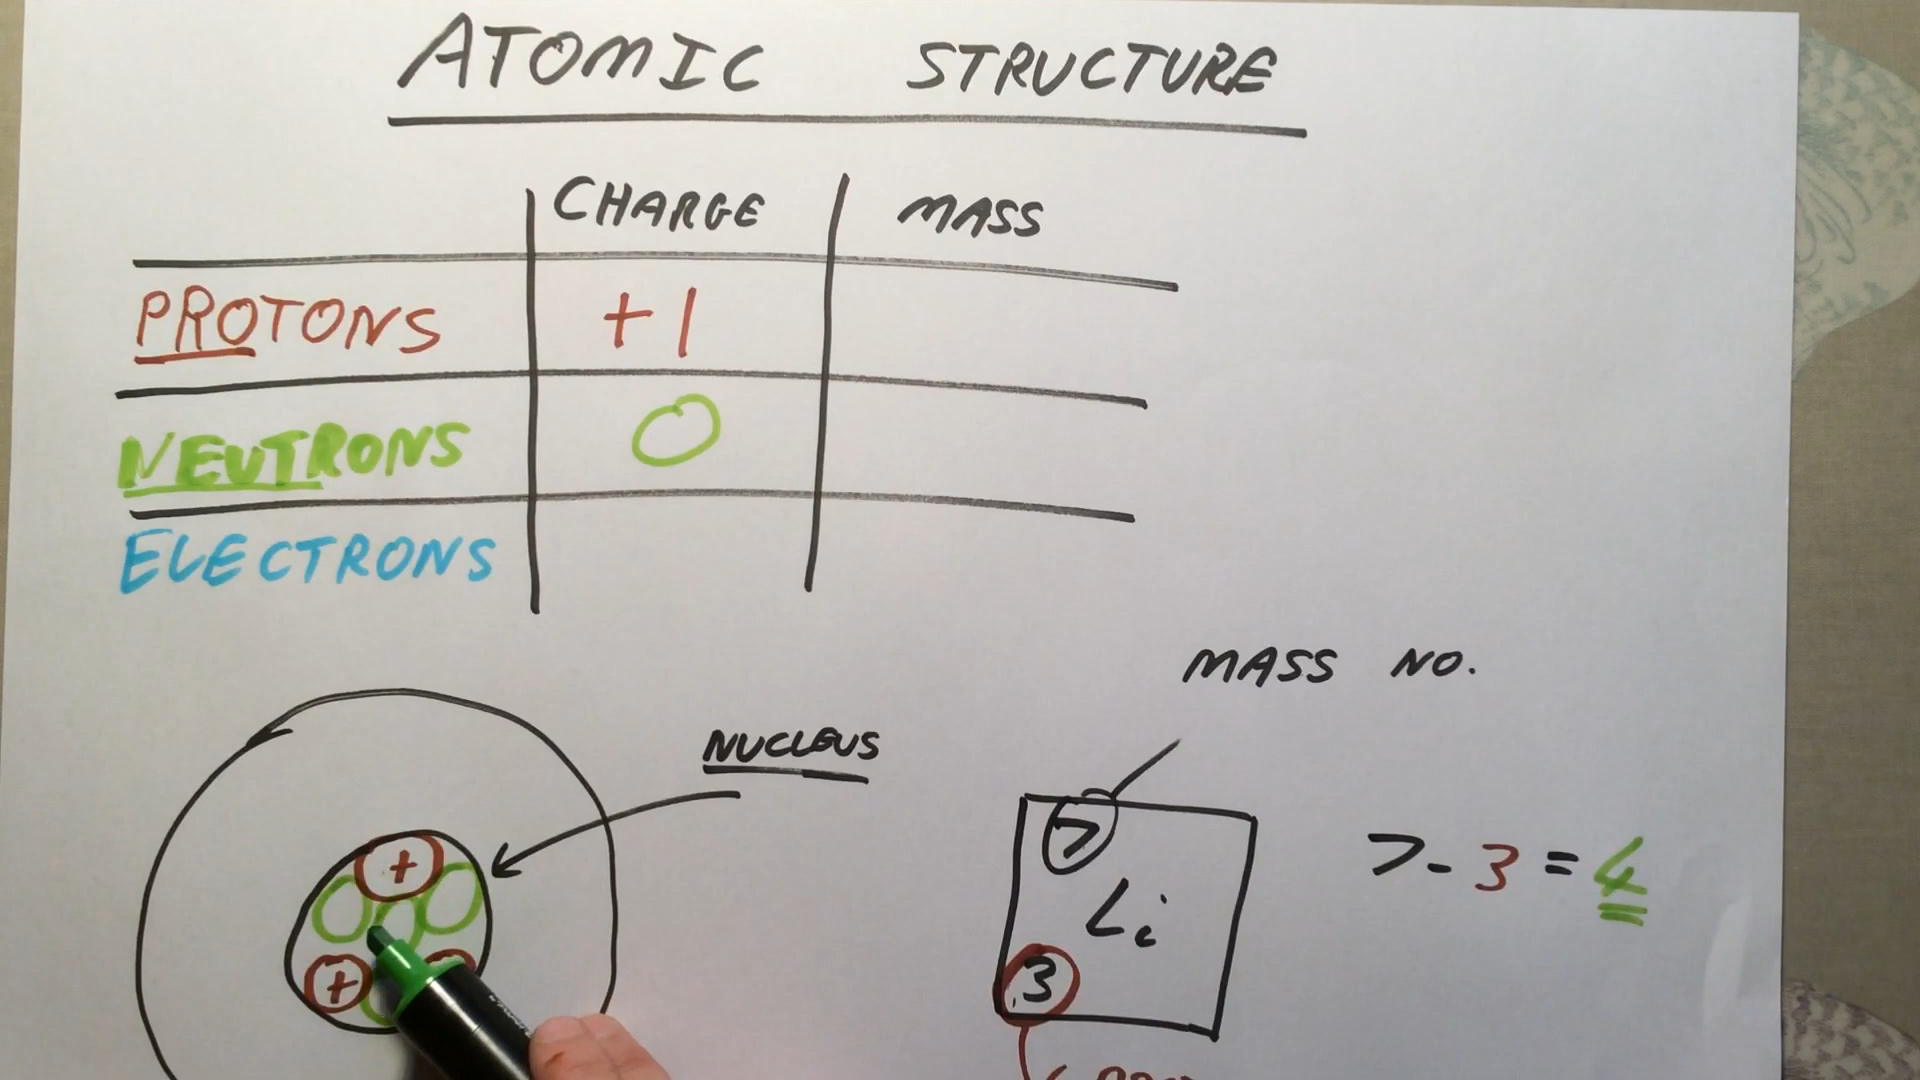 ATOMIC STRUCTURE
CHARGE MASS
PROTONS +1
NEUTRONS 0
ELECTRONS
MASS NO.
NUCLEUS
7
Li
7-3=4
+
+
3